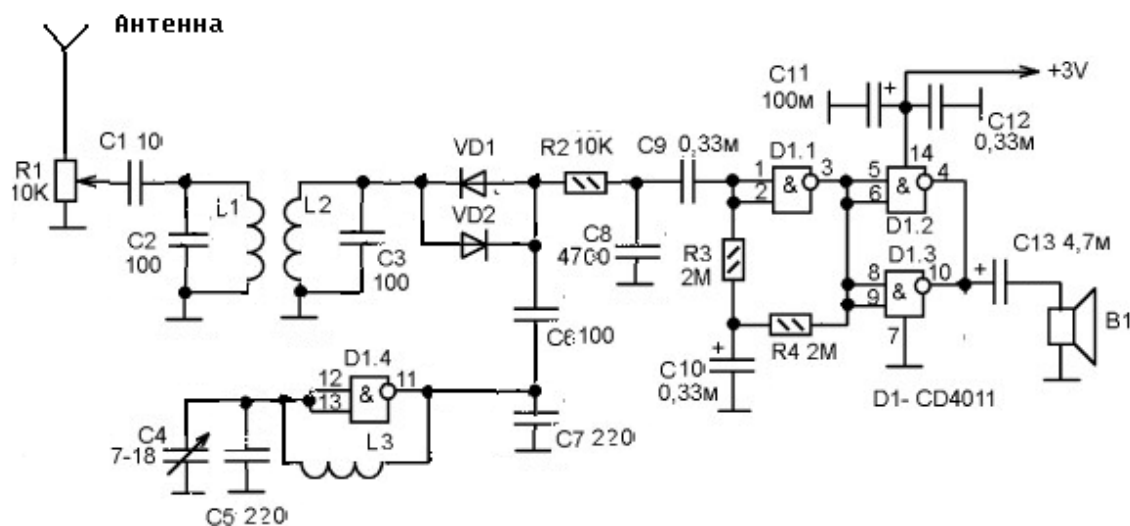 Антенна
R1
10K
C1 10
C2
100
L1
L2
C3
100
VD1
VD2
R2 10K
C8
4700
C9 0,33м
C6 100
C7 220
D1.4
12
13
&
11
L3
C4
7-18
C5 220
R3
2M
R4 2M
C10
0,33м
D1.1
1
2
&
3
C11
100м
+
+3V
C12
0,33м
14
5
6
&
4
D1.2
D1.3
8
9
&
10
7
C13 4,7м
+
+
B1
D1- CD4011